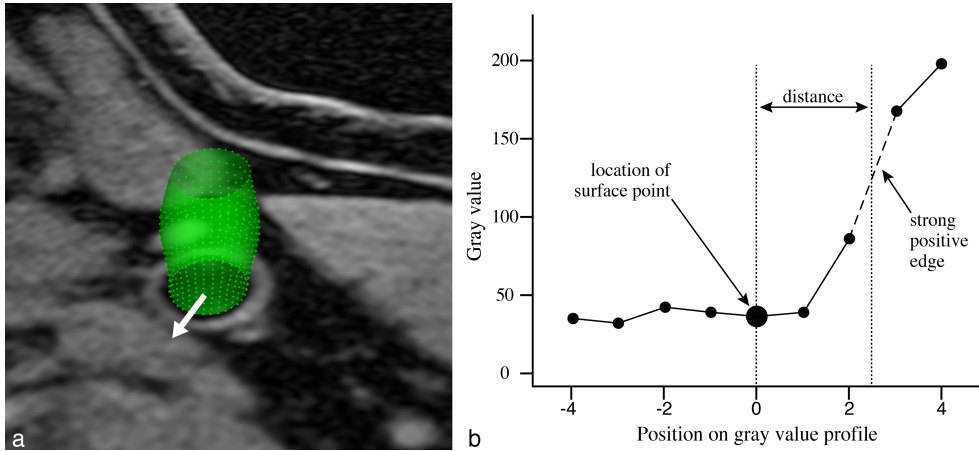 a
200
150
100
50
0
Gray value
distance
location of
surface point
strong
positive
edge
-4
-2
0
2
4
Position on gray value profile
b